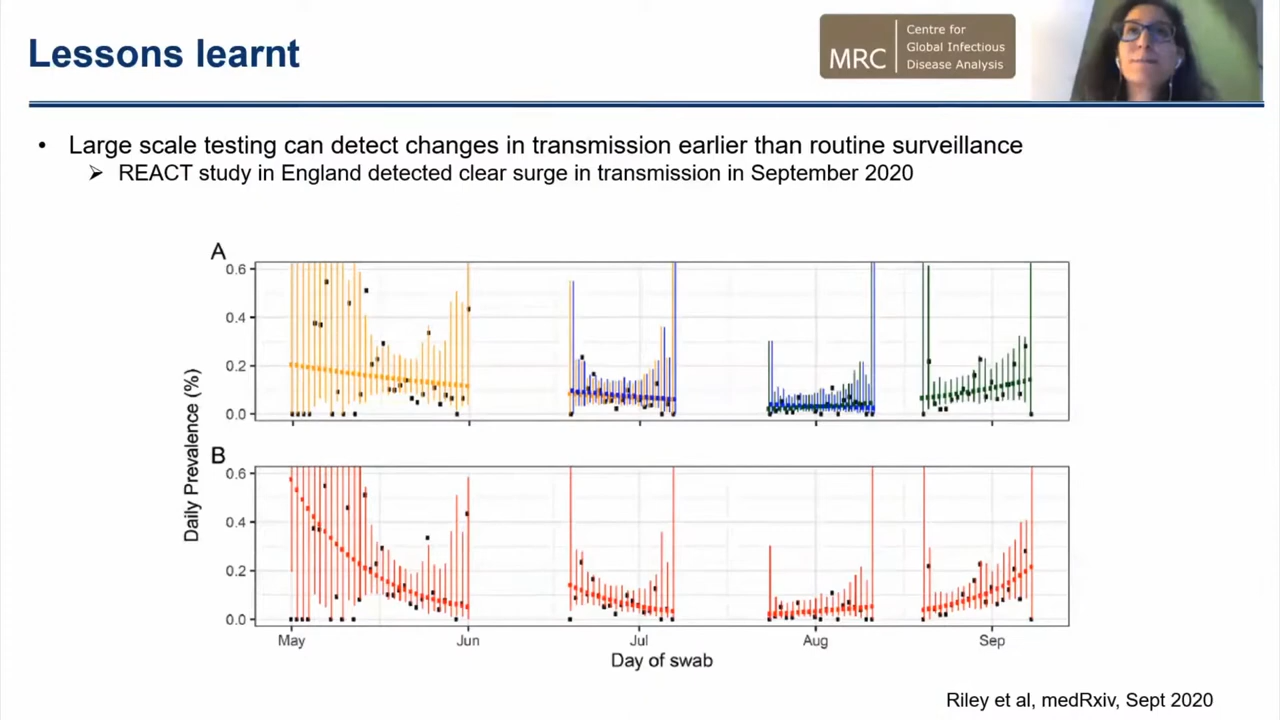 Lessons learnt
MRC
Centre for
Global Infectious
Disease Analysis
• Large scale testing can detect changes in transmission earlier than routine surveillance
➢ REACT study in England detected clear surge in transmission in September 2020
A
0.6
0.4
0.2
0.0
Daily Prevalence (%)
B
0.6
0.4
0.2
0.0
May Jun Jul Aug Sep
Day of swab
Riley et al, medRxiv, Sept 2020